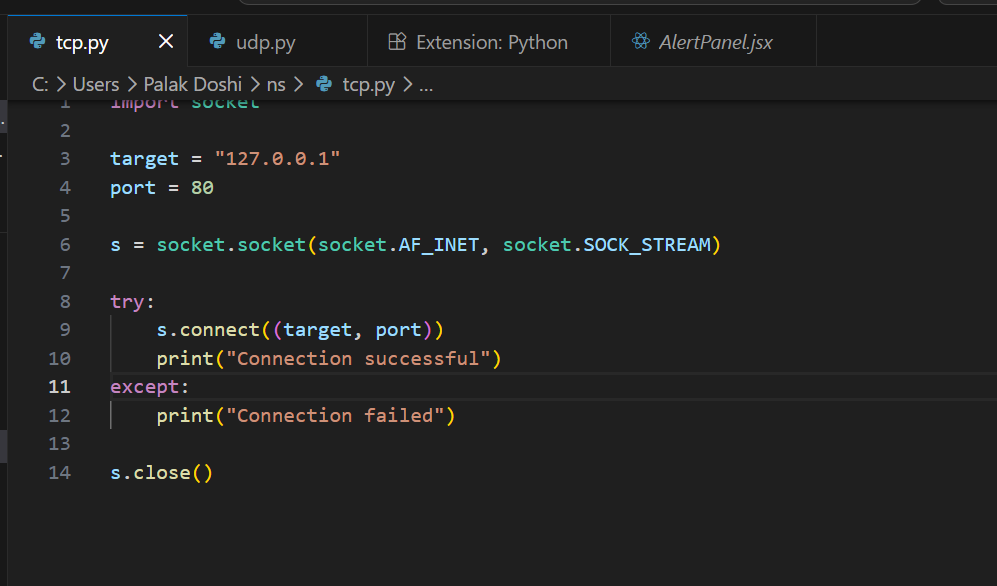 tcp.py udp.py Extension: Python AlertPanel.jsx
C: > Users > Palak Doshi > ns > tcp.py > ...
1 import socket
2
3 target = "127.0.0.1"
4 port = 80
5
6 s = socket.socket(socket.AF_INET, socket.SOCK_STREAM)
7
8 try:
9     s.connect((target, port))
10     print("Connection successful")
11 except:
12     print("Connection failed")
13
14 s.close()